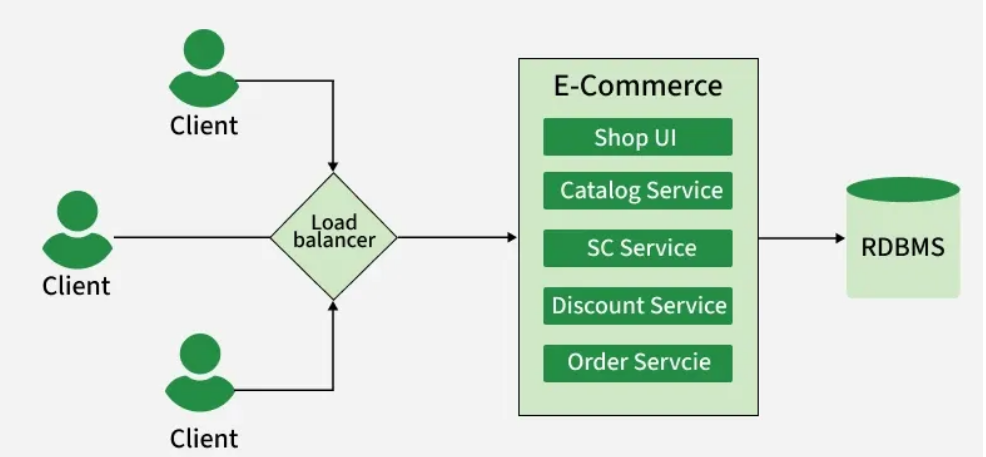 Client
Client
Client
Load
balancer
E-Commerce
Shop UI
Catalog Service
SC Service
Discount Service
Order Servcie
RDBMS